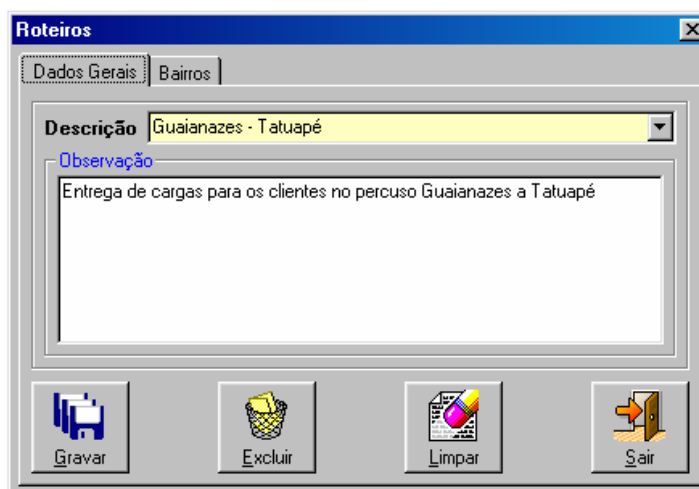 Roteiros
Dados Gerais Bairros
Descrição Guaianazes - Tatuapé
Observação
Entrega de cargas para os clientes no percuso Guaianazes a Tatuapé
Gravar Excluir Limpar Sair